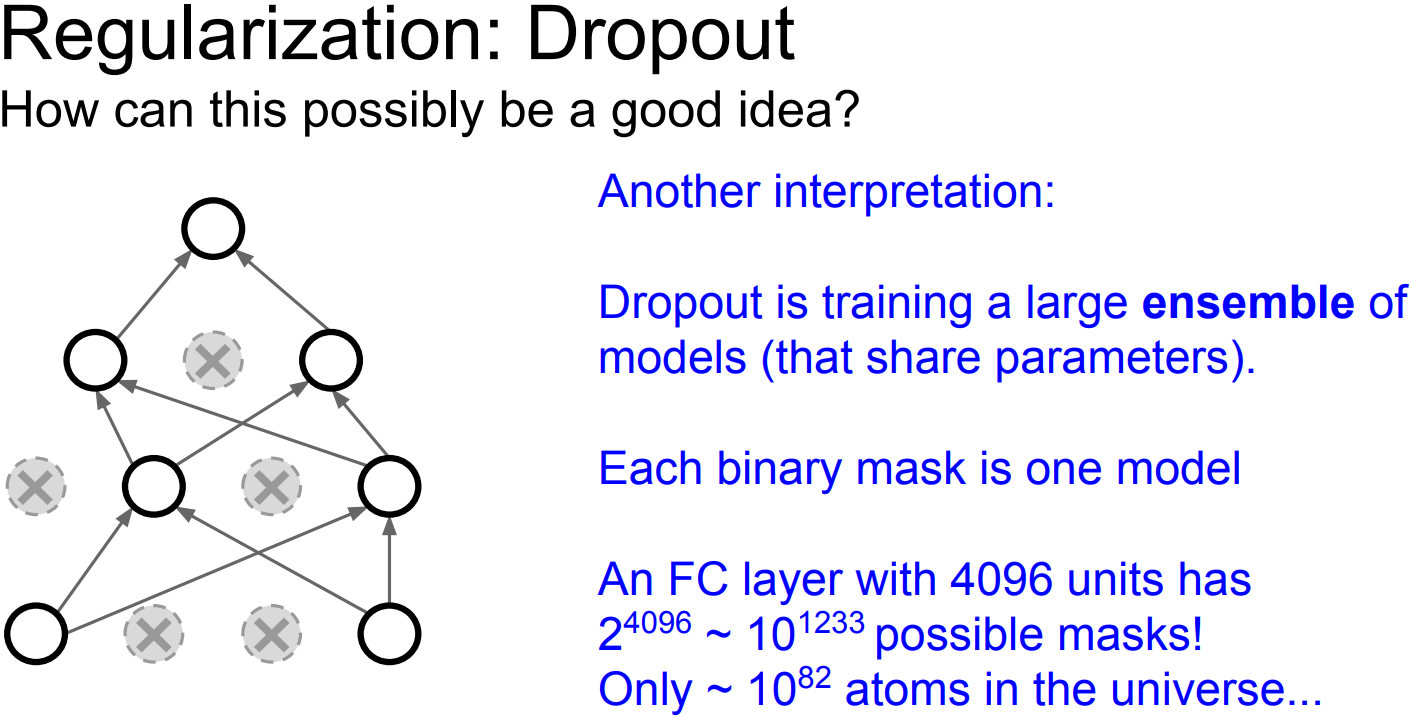 Regularization: Dropout
How can this possibly be a good idea?
Another interpretation:
Dropout is training a large ensemble of
models (that share parameters).
Each binary mask is one model
An FC layer with 4096 units has
2^4096 ~ 10^1233 possible masks!
Only ~ 10^82 atoms in the universe...